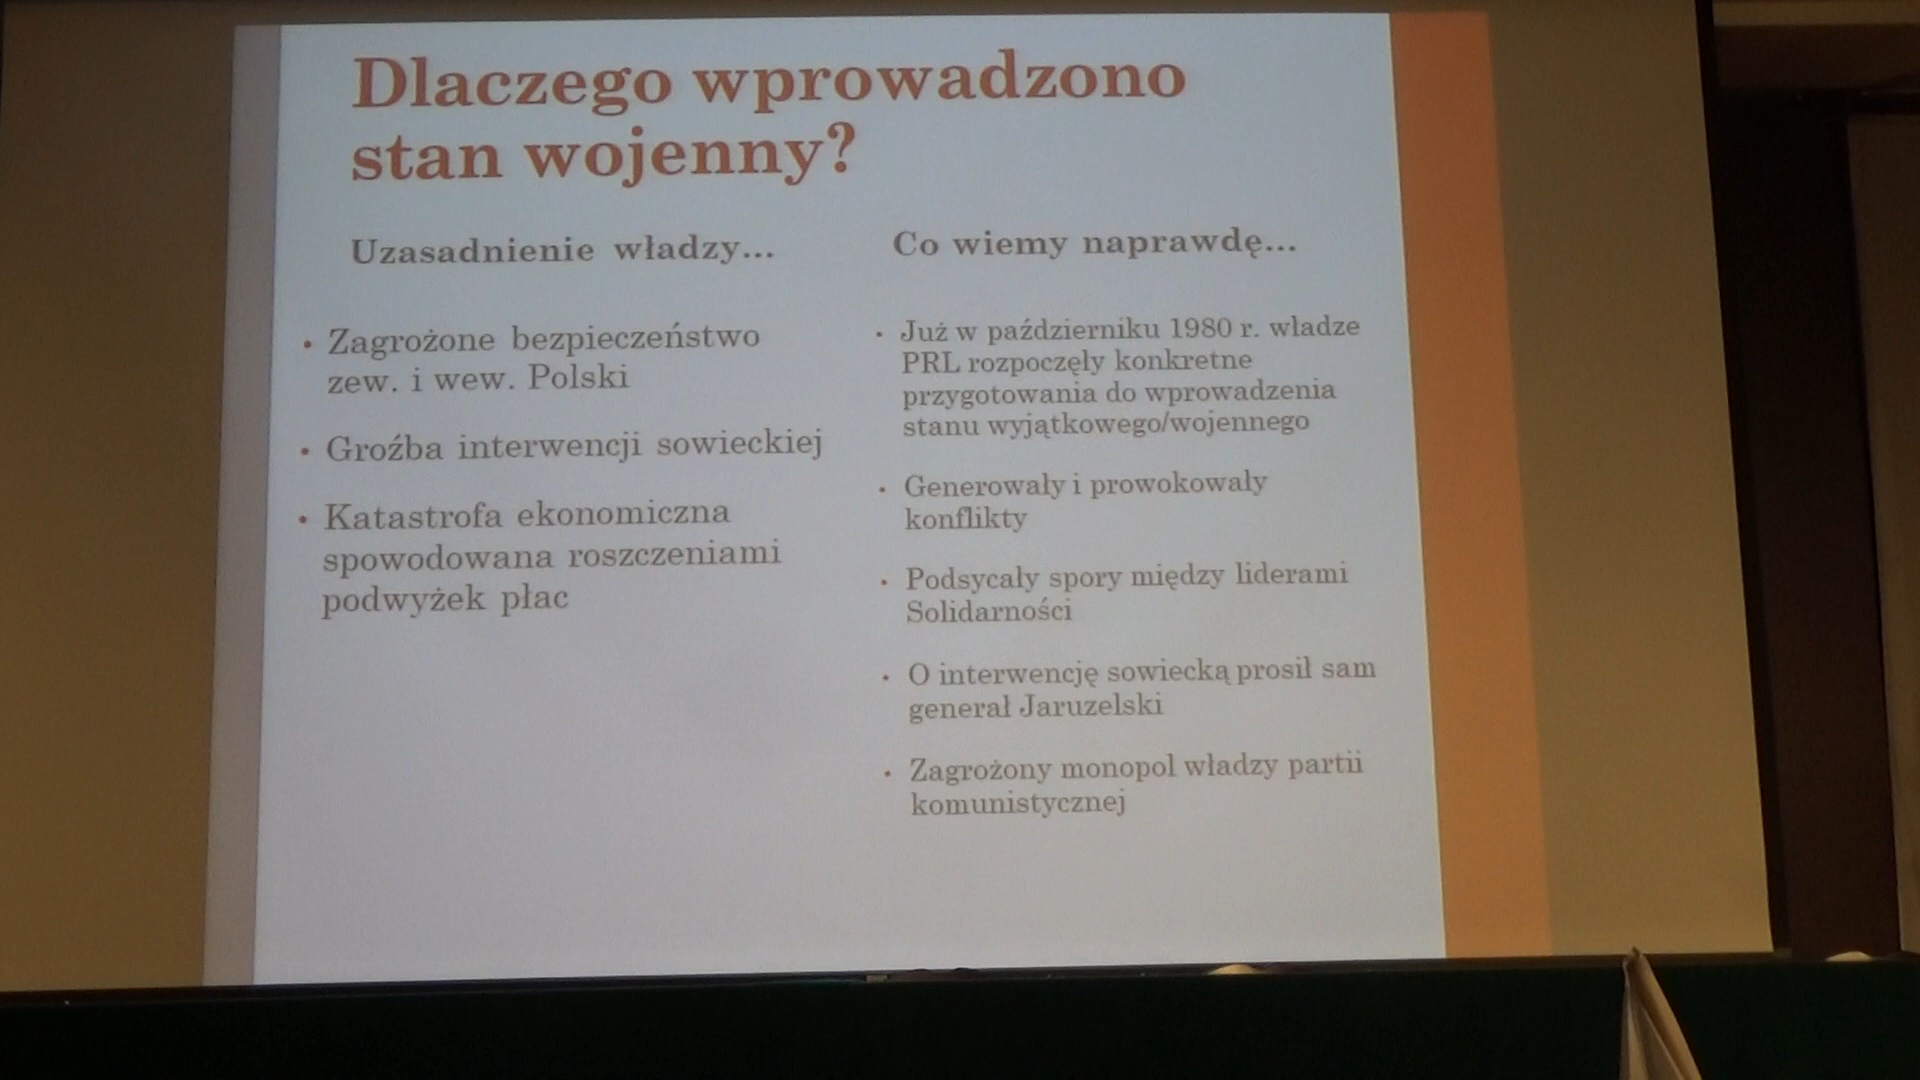 Dlaczego wprowadzono
stan wojenny?
Uzasadnienie władzy...
• Zagrożone bezpieczeństwo
zew. i wew. Polski
• Groźba interwencji sowieckiej
• Katastrofa ekonomiczna
spowodowana roszczeniami
podwyżek płac
Co wiemy naprawdę...
• Już w październiku 1980 r. władze
PRL rozpoczęły konkretne
przygotowania do wprowadzenia
stanu wyjątkowego/wojennego
• Generowały i prowokowały
konflikty
• Podsycały spory między liderami
Solidarności
• O interwencję sowiecką prosił sam
generał Jaruzelski
• Zagrożony monopol władzy partii
komunistycznej